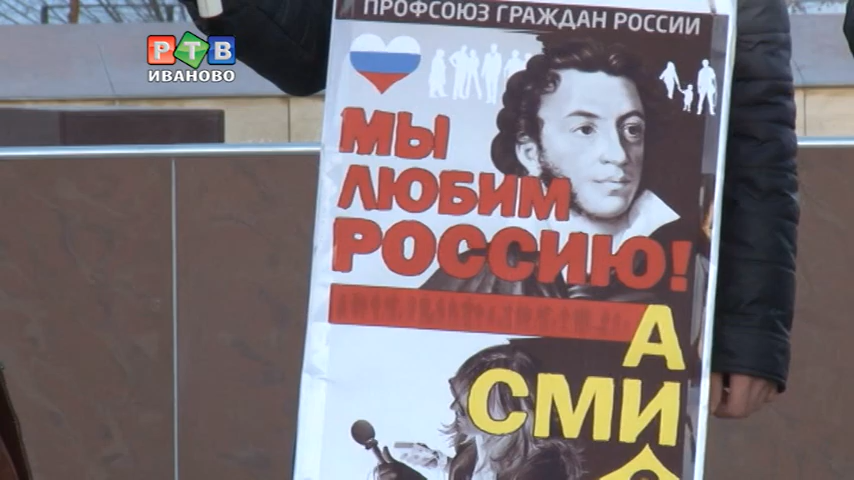 РТВ
ИВАНОВО
ПРОФСОЮЗ ГРАЖДАН РОССИИ
МЫ
ЛЮБИМ
РОССИЮ!
А
СМИ